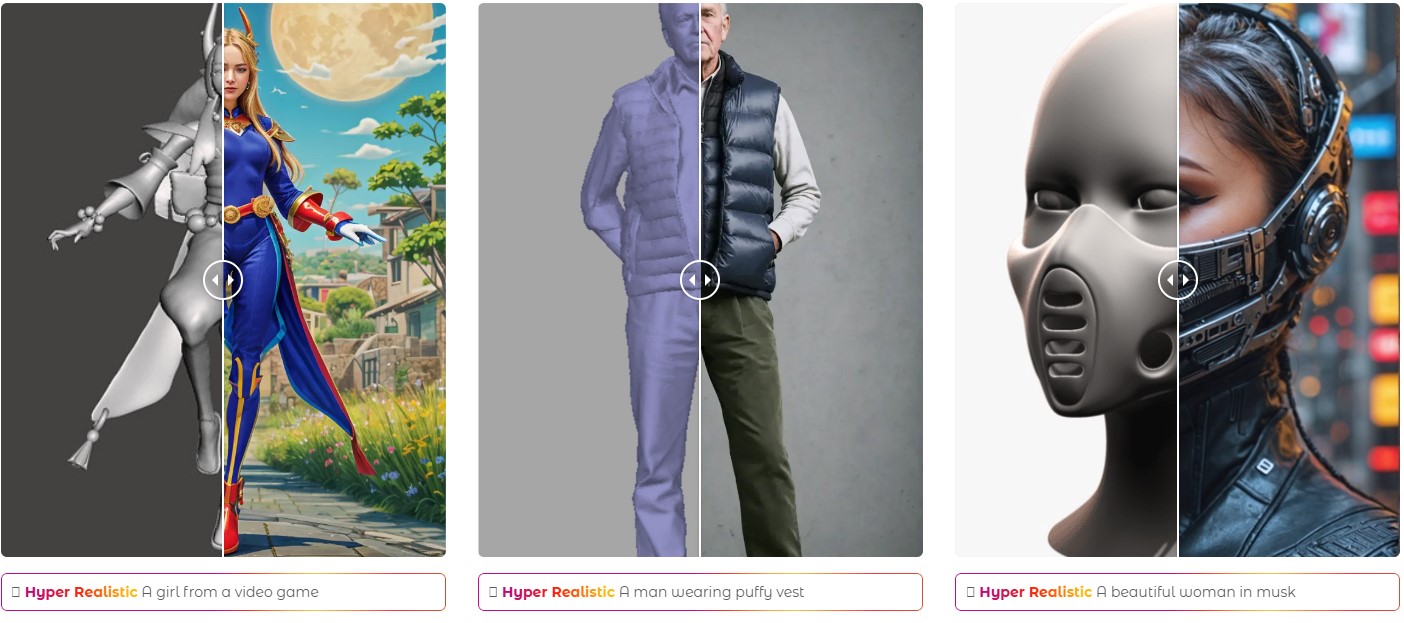 Hyper Realistic A girl from a video game
Hyper Realistic A man wearing puffy vest
Hyper Realistic A beautiful woman in musk